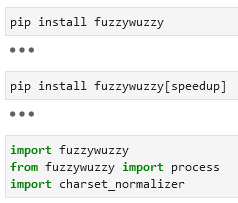 pip install fuzzywuzzy
pip install fuzzywuzzy[speedup]
import fuzzywuzzy
from fuzzywuzzy import process
import charset_normalizer